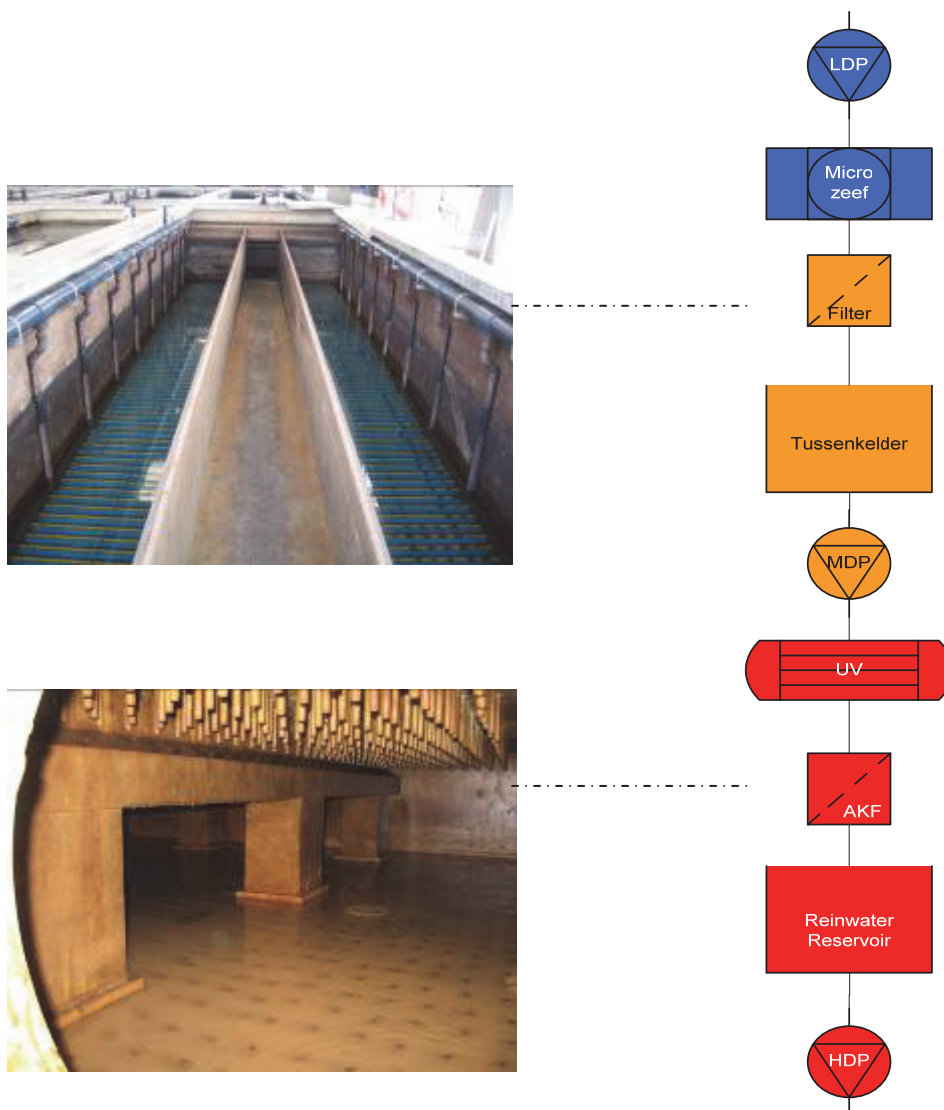 LDP
Micro
zeef
Filter
Tussenkelder
MDP
UV
AKF
Reinwater
Reservoir
HDP